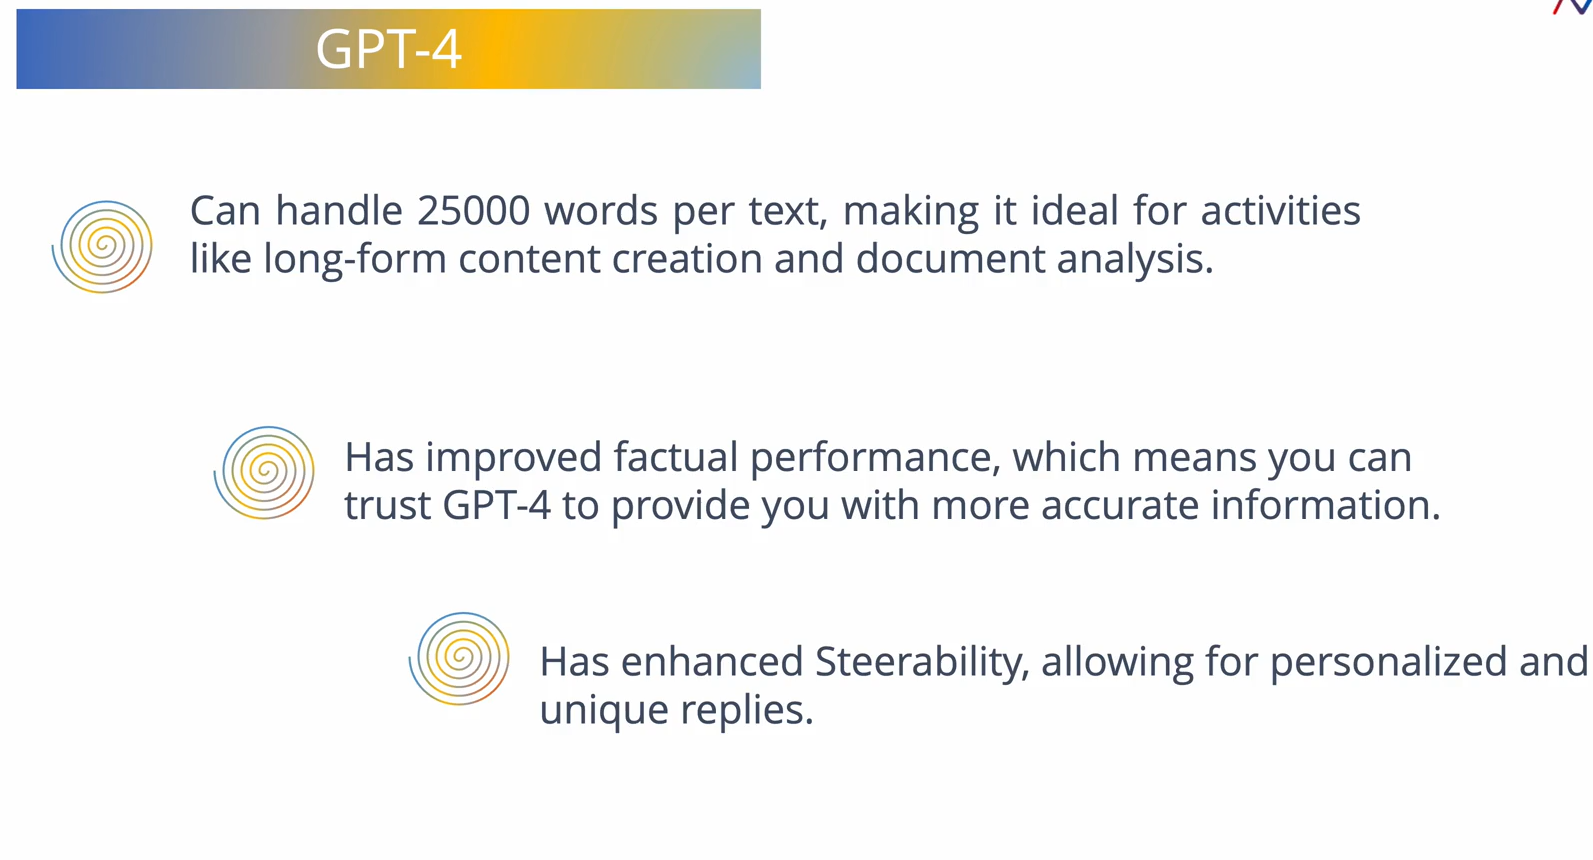 GPT-4
Can handle 25000 words per text, making it ideal for activities
like long-form content creation and document analysis.
Has improved factual performance, which means you can
trust GPT-4 to provide you with more accurate information.
Has enhanced Steerability, allowing for personalized and
unique replies.